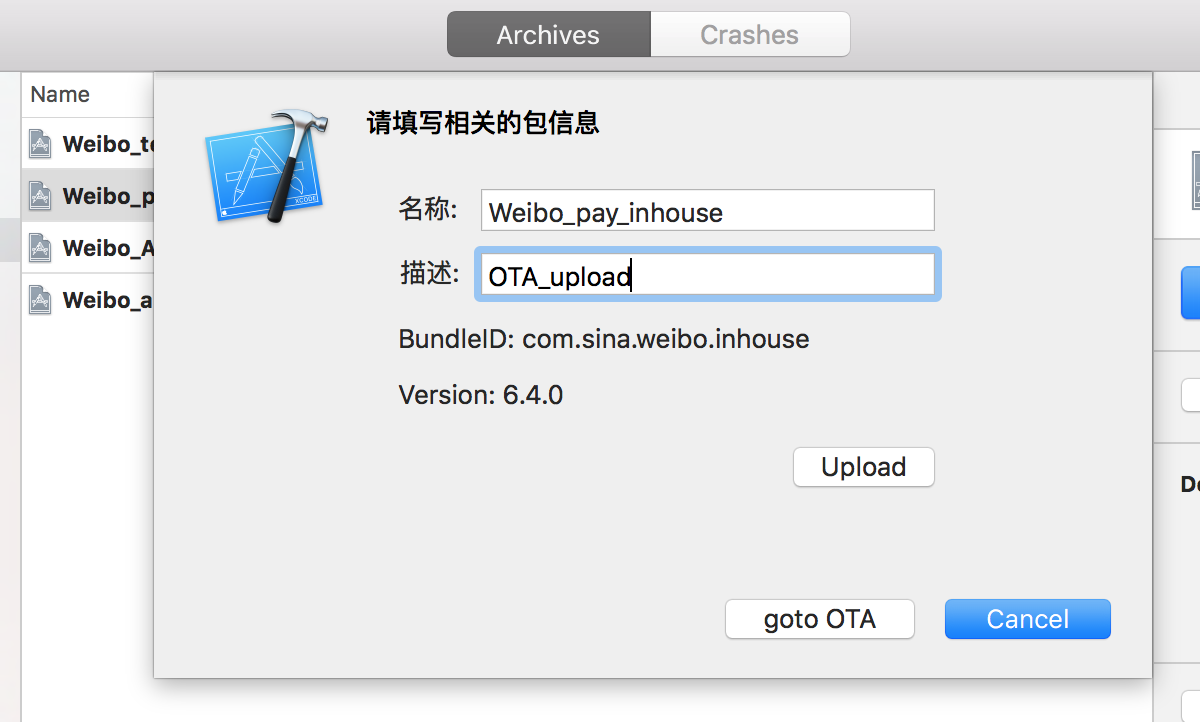 Archives
Crashes
Name
Weibo_te
Weibo_p
Weibo_A
Weibo_a
XCODE
请填写相关的包信息
名称: Weibo_pay_inhouse
描述: OTA_upload
BundleID: com.sina.weibo.inhouse
Version: 6.4.0
Upload
goto OTA
Cancel